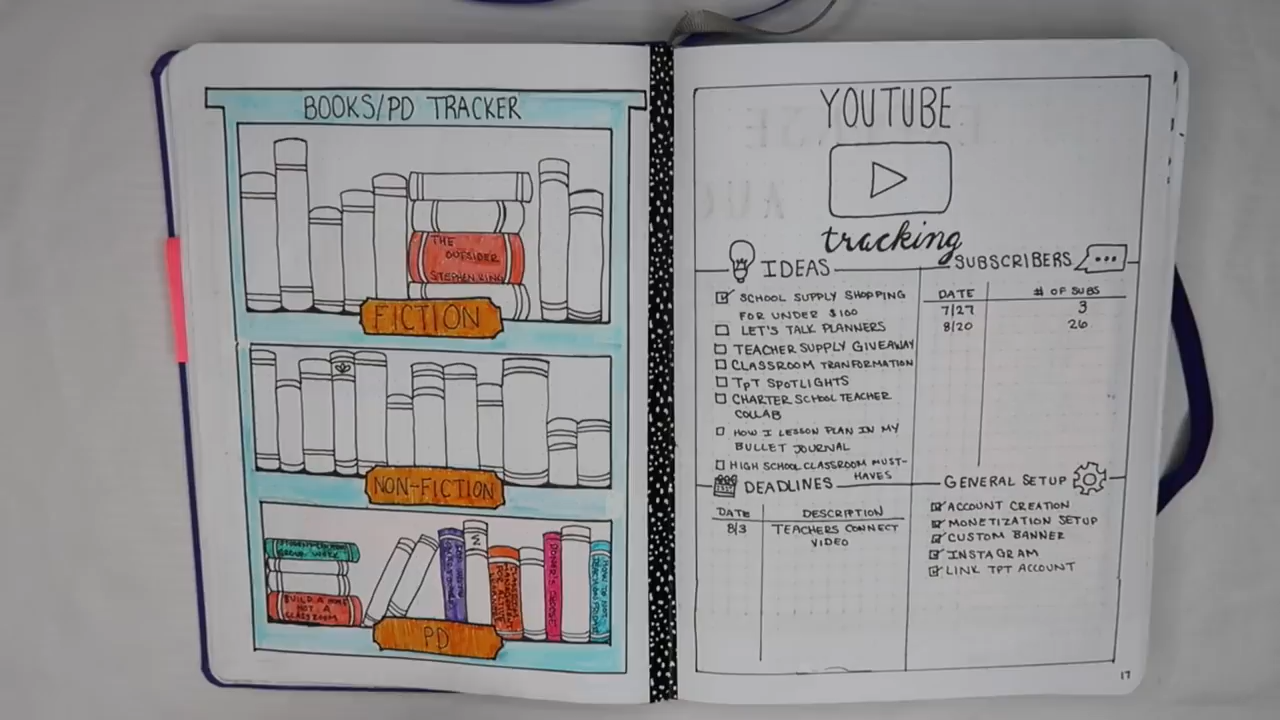 BOOKS/PD TRACKER
THE
OUTSIDER
STEPHEN KING
FICTION
NON-FICTION
GROUP WORK
BUILD A HOME
NOT A
CLASSROOM
PD
YOUTUBE
tracking
IDEAS
SCHOOL SUPPLY SHOPPING
FOR UNDER $100
LET'S TALK PLANNERS
TEACHER SUPPLY GIVEAWAY
CLASSROOM TRANFORMATION
TPT SPOTLIGHTS
CHARTER SCHOOL TEACHER
COLLAB
HOW I LESSON PLAN IN MY
BULLET JOURNAL
HIGH SCHOOL CLASSROOM MUST-
HAVES
SUBSCRIBERS
DATE # OF SUBS
7/27 3
8/20 26
DEADLINES
DATE DESCRIPTION
8/3 TEACHERS CONNECT
VIDEO
GENERAL SETUP
ACCOUNT CREATION
MONETIZATION SETUP
CUSTOM BANNER
INSTAGRAM
LINK TPT ACCOUNT
17